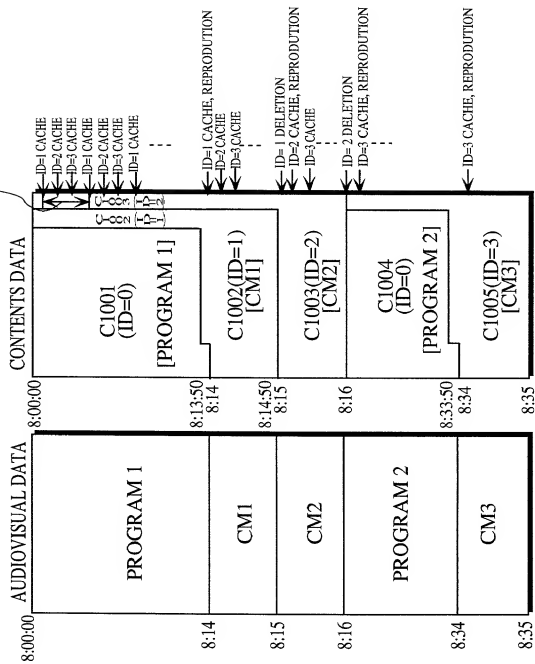 AUDIOVISUAL DATA
8:00:00
PROGRAM 1
8:14
CM1
8:15
CM2
8:16
PROGRAM 2
8:34
CM3
8:35
CONTENTS DATA
8:00:00
C1001
(ID=0)
[PROGRAM 1]
C1002(ID=1)
C1003(ID=2)
8:13:50
8:14
C1002(ID=1)
[CM1]
8:14:50
8:15
C1003(ID=2)
[CM2]
8:16
C1004
(ID=0)
[PROGRAM 2]
8:33:50
8:34
C1005(ID=3)
[CM3]
8:35
ID=1 CACHE
ID=2 CACHE
ID=3 CACHE
ID=1 CACHE
ID=2 CACHE
ID=3 CACHE
ID=1 CACHE
ID=1 CACHE, REPRODUTION
ID=2 CACHE
ID=3 CACHE
ID= 1 DELETION
ID=2 CACHE, REPRODUTION
ID=3 CACHE
ID= 2 DELETION
ID=3 CACHE, REPRODUTION
ID=3 CACHE, REPRODUTION